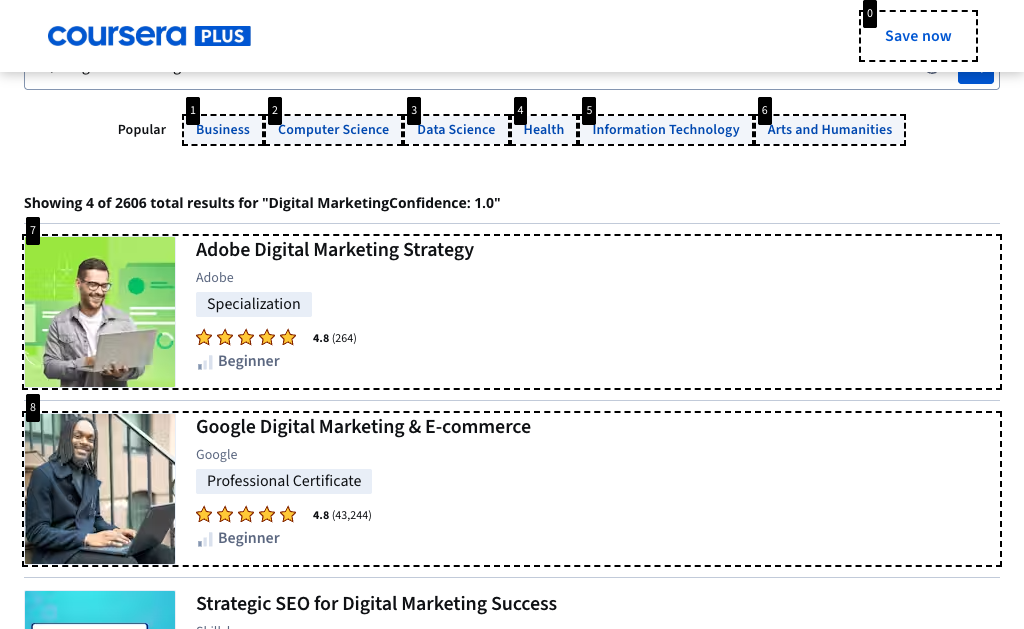 coursera PLUS
0
Save now
Popular
1
Business
2
Computer Science
3
Data Science
4
Health
5
Information Technology
6
Arts and Humanities
Showing 4 of 2606 total results for "Digital MarketingConfidence: 1.0"
7
Adobe Digital Marketing Strategy
Adobe
Specialization
4.8 (264)
Beginner
8
Google Digital Marketing & E-commerce
Google
Professional Certificate
4.8 (43,244)
Beginner
Strategic SEO for Digital Marketing Success